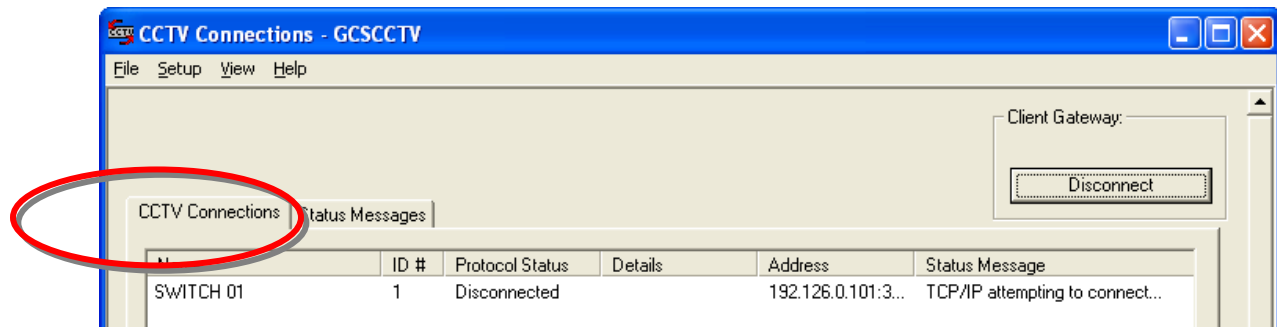 CCTV Connections - GCSCCTV
File Setup View Help
Client Gateway:
Disconnect
CCTV Connections Status Messages
ID # Protocol Status Details Address Status Message
SWITCH 01 1 Disconnected 192.126.0.101:3... TCP/IP attempting to connect...